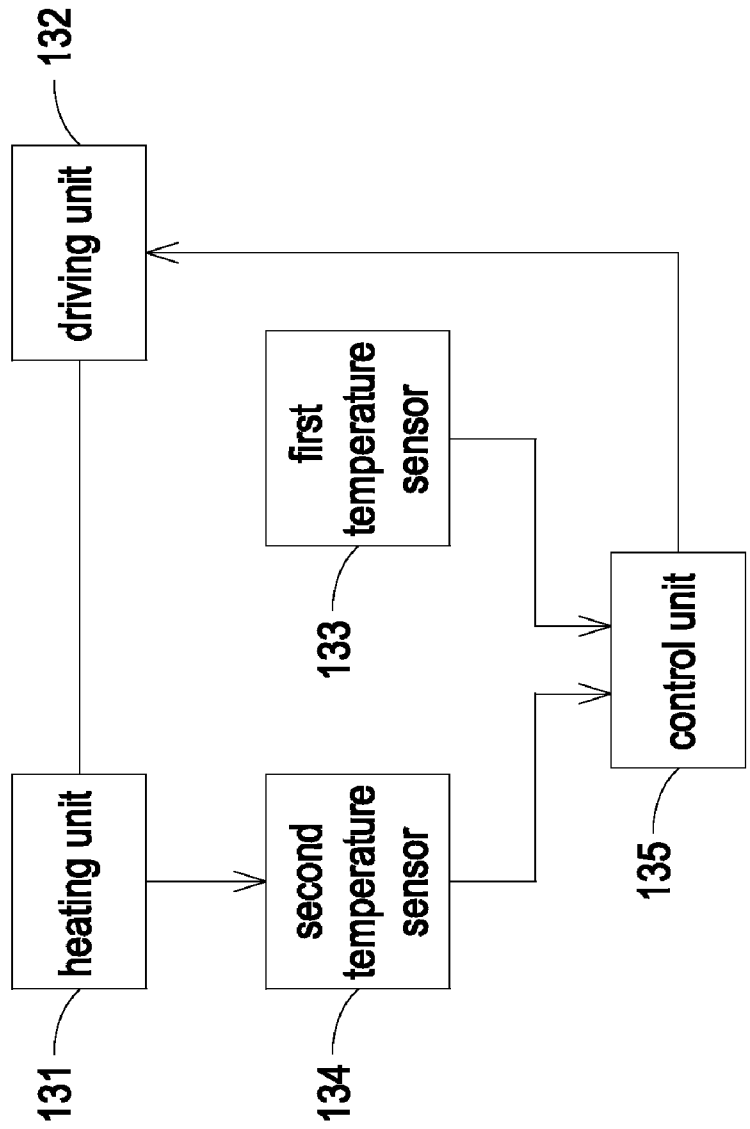 131
heating unit
driving unit
132
134
second
temperature
sensor
133
first
temperature
sensor
135
control unit